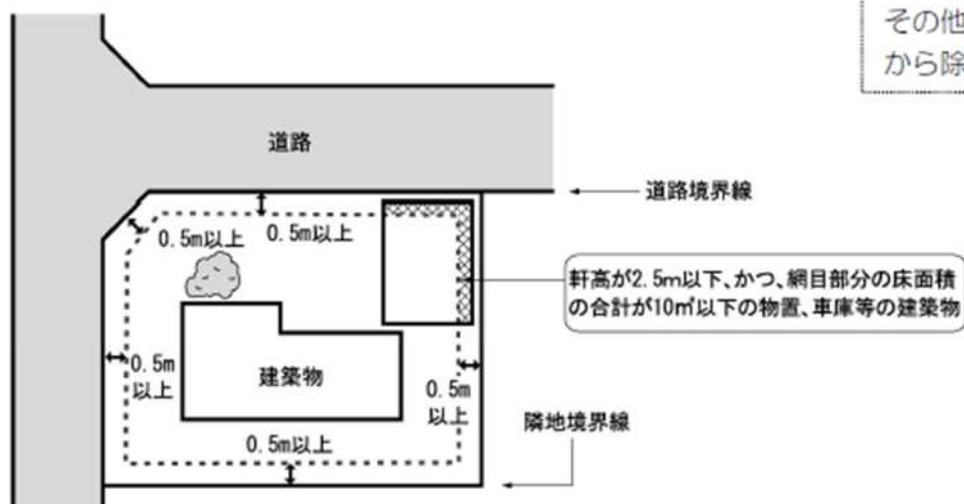 その他
から除
道路
道路境界線
0.5m以上
0.5m以上
軒高が2.5m以下、かつ、網目部分の床面積
の合計が10㎡以下の物置、車庫等の建築物
0.5m
以上
建築物
0.5m
以上
隣地境界線
0.5m以上